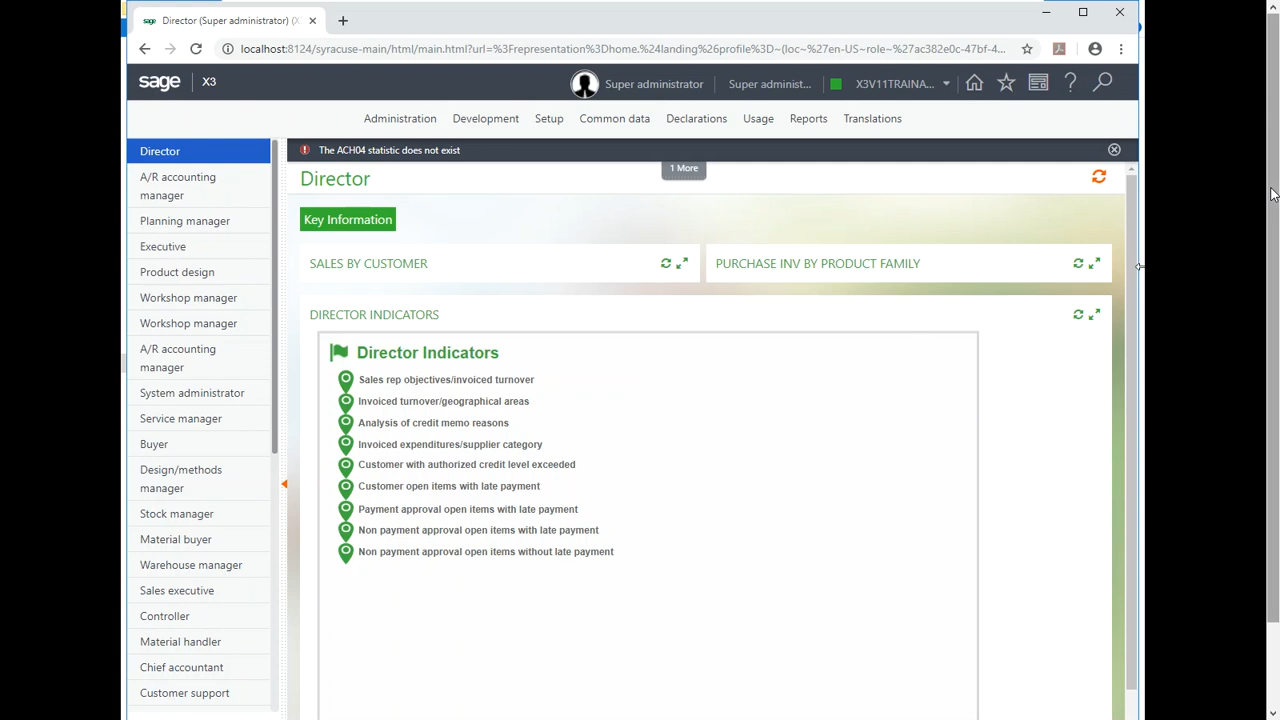 sage Director (Super administrator) (X
localhost:8124/syracuse-main/html/main.html?url=%3Frepresentation%3Dhome.%24landing%26profile%3D~(loc~%27en-US~role~%27ac382e0c-47bf-4...
sage X3 Super administrator Super administ... X3V11TRAINA...
Administration Development Setup Common data Declarations Usage Reports Translations
Director
A/R accounting
manager
Planning manager
Executive
Product design
Workshop manager
Workshop manager
A/R accounting
manager
System administrator
Service manager
Buyer
Design/methods
manager
Stock manager
Material buyer
Warehouse manager
Sales executive
Controller
Material handler
Chief accountant
Customer support
The ACH04 statistic does not exist
1 More
Director
Key Information
SALES BY CUSTOMER
PURCHASE INV BY PRODUCT FAMILY
DIRECTOR INDICATORS
Director Indicators
Sales rep objectives/invoiced turnover
Invoiced turnover/geographical areas
Analysis of credit memo reasons
Invoiced expenditures/supplier category
Customer with authorized credit level exceeded
Customer open items with late payment
Payment approval open items with late payment
Non payment approval open items with late payment
Non payment approval open items without late payment